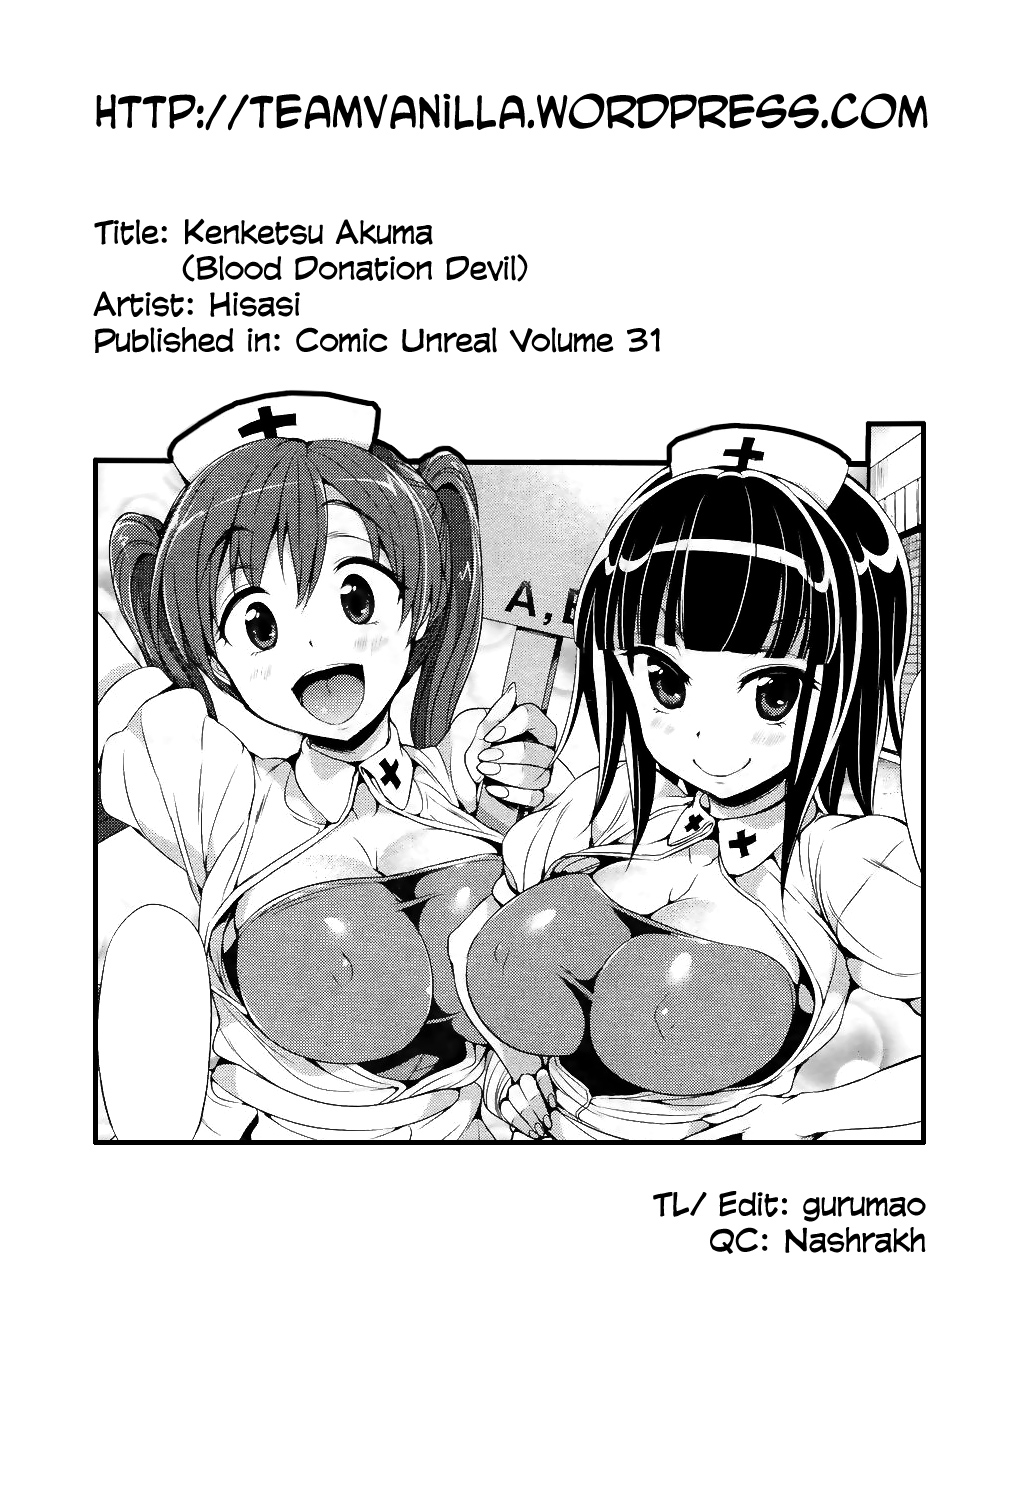 HTTP://TEAMVANILLA.WORDPRESS.COM
Title: Kenketsu Akuma
(Blood Donation Devil)
Artist: Hisasi
Published in: Comic Unreal Volume 31
A,B
TL/ Edit: gurumao
QC: Nashrakh